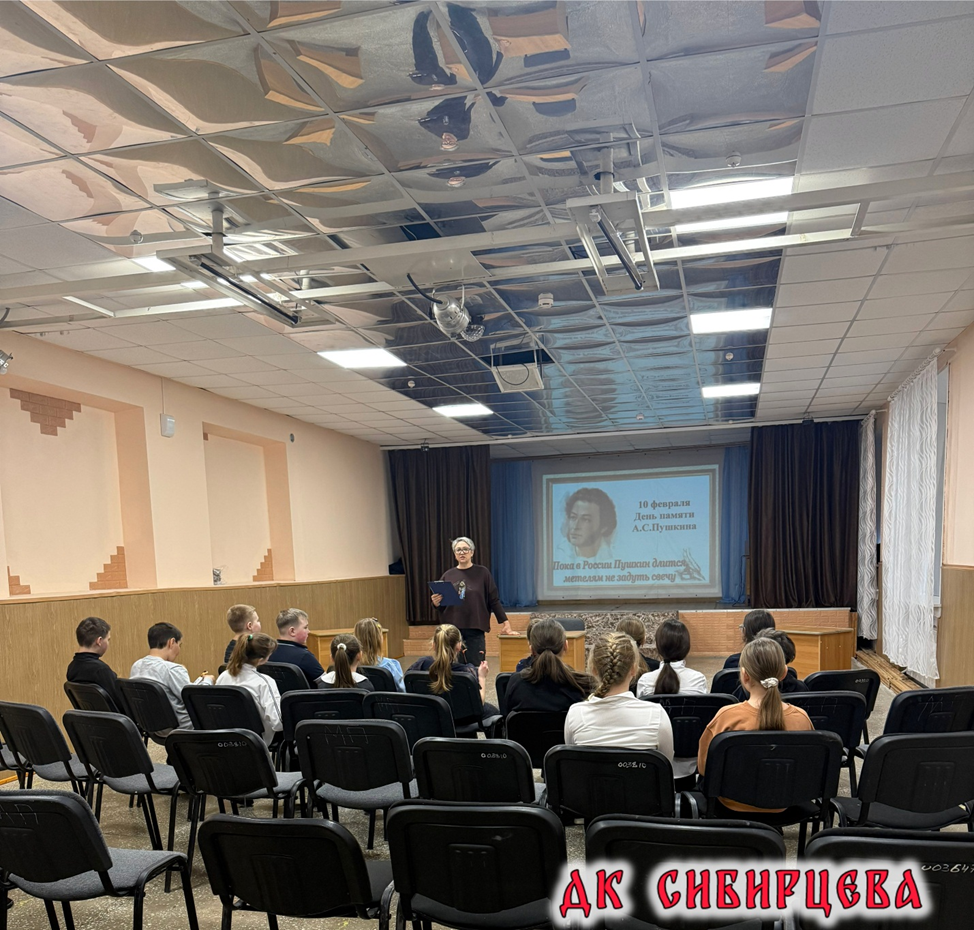 10 февраля
День памяти
А.С.Пушкина
Пока в России Пушкин длится,
метелям не задуть свечу
ДК СИБИРЦЕВА